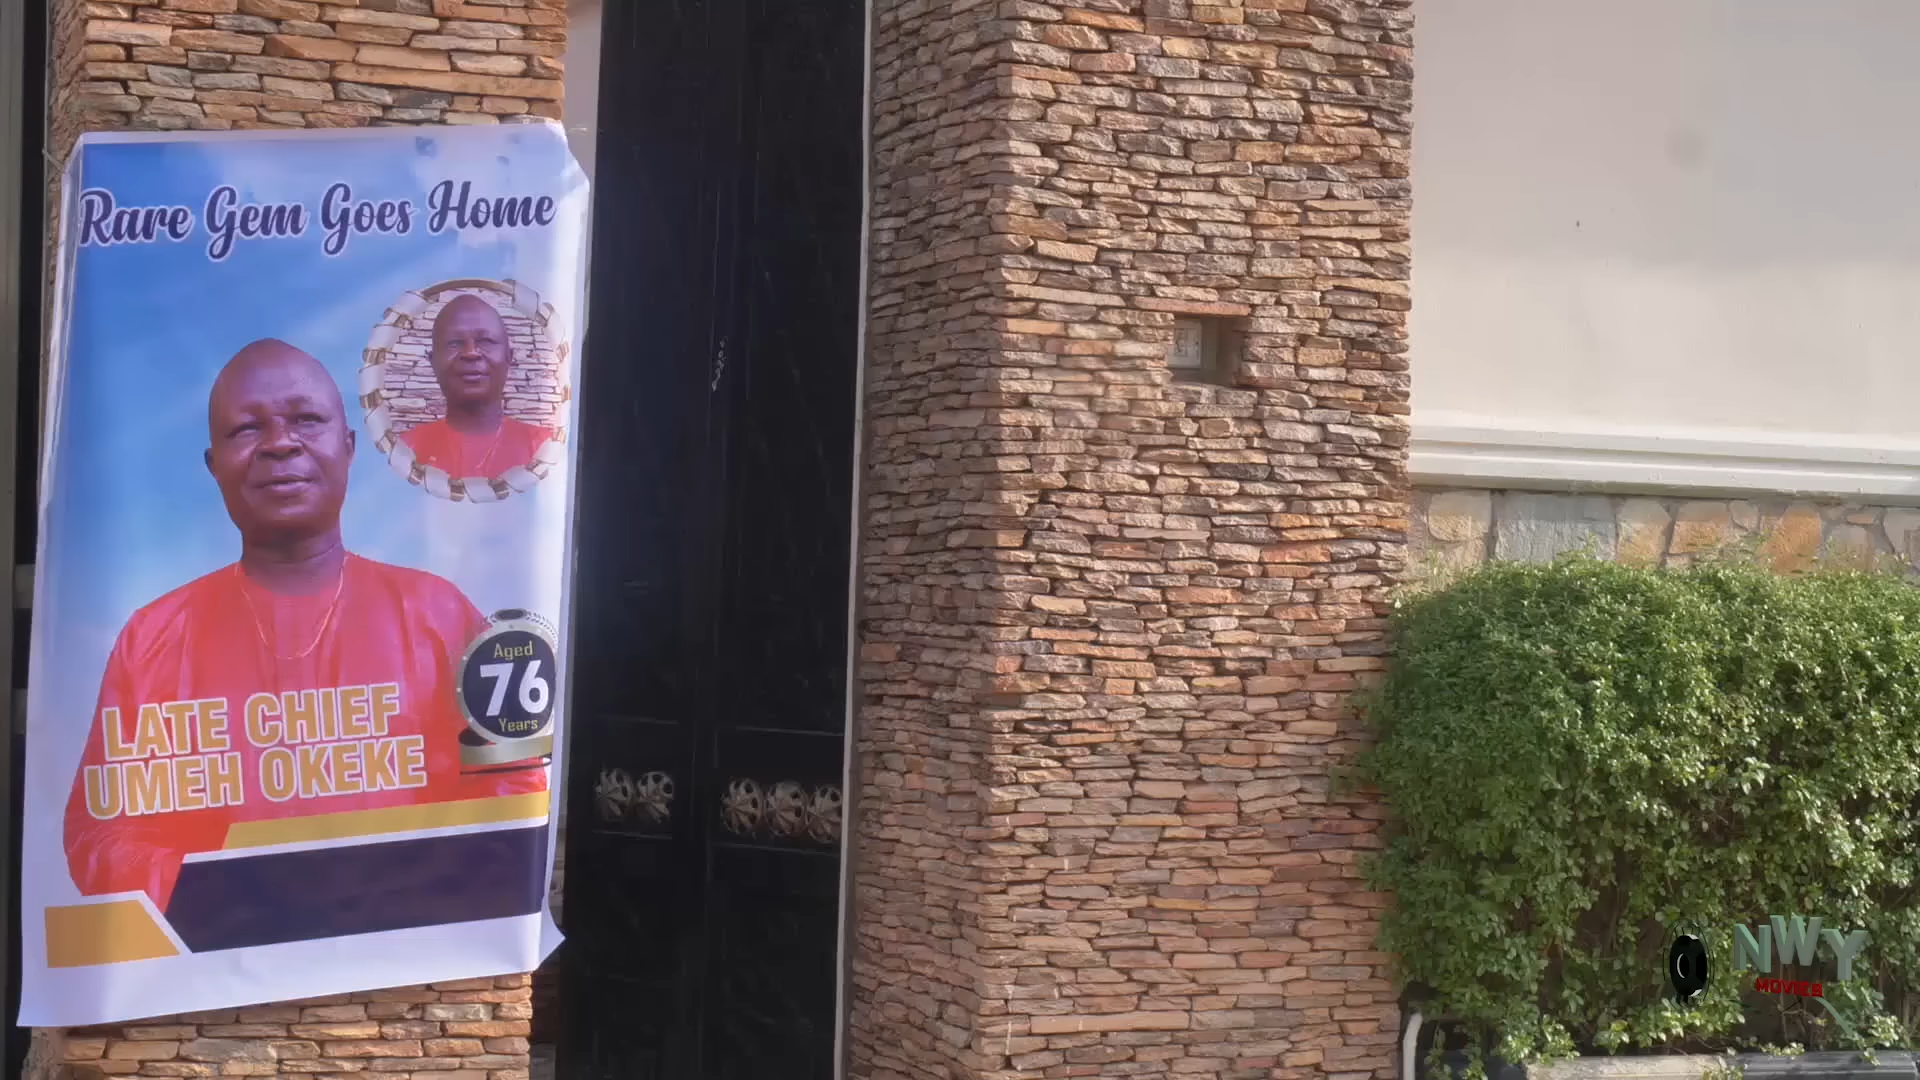 Rare Gem Goes Home
Aged
76
Years
LATE CHIEF
UMEH OKEKE
NWY
MOVIES